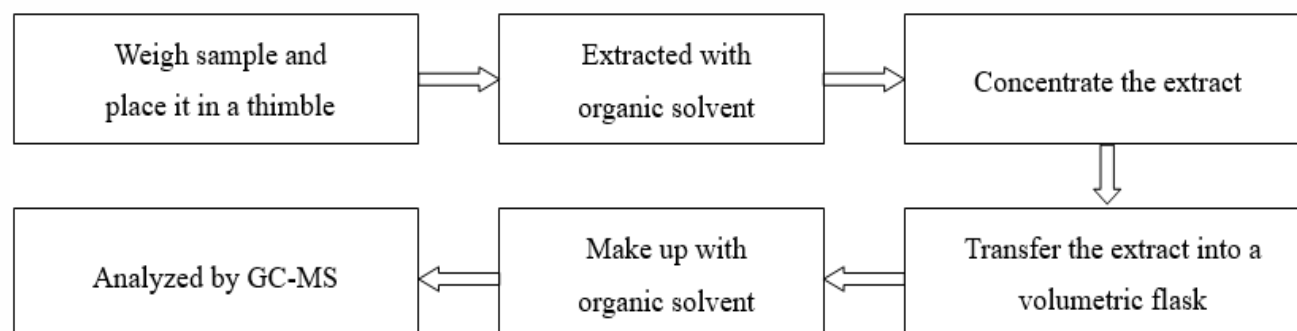 Weigh sample and
place it in a thimble
Extracted with
organic solvent
Concentrate the extract
Transfer the extract into a
volumetric flask
Make up with
organic solvent
Analyzed by GC-MS